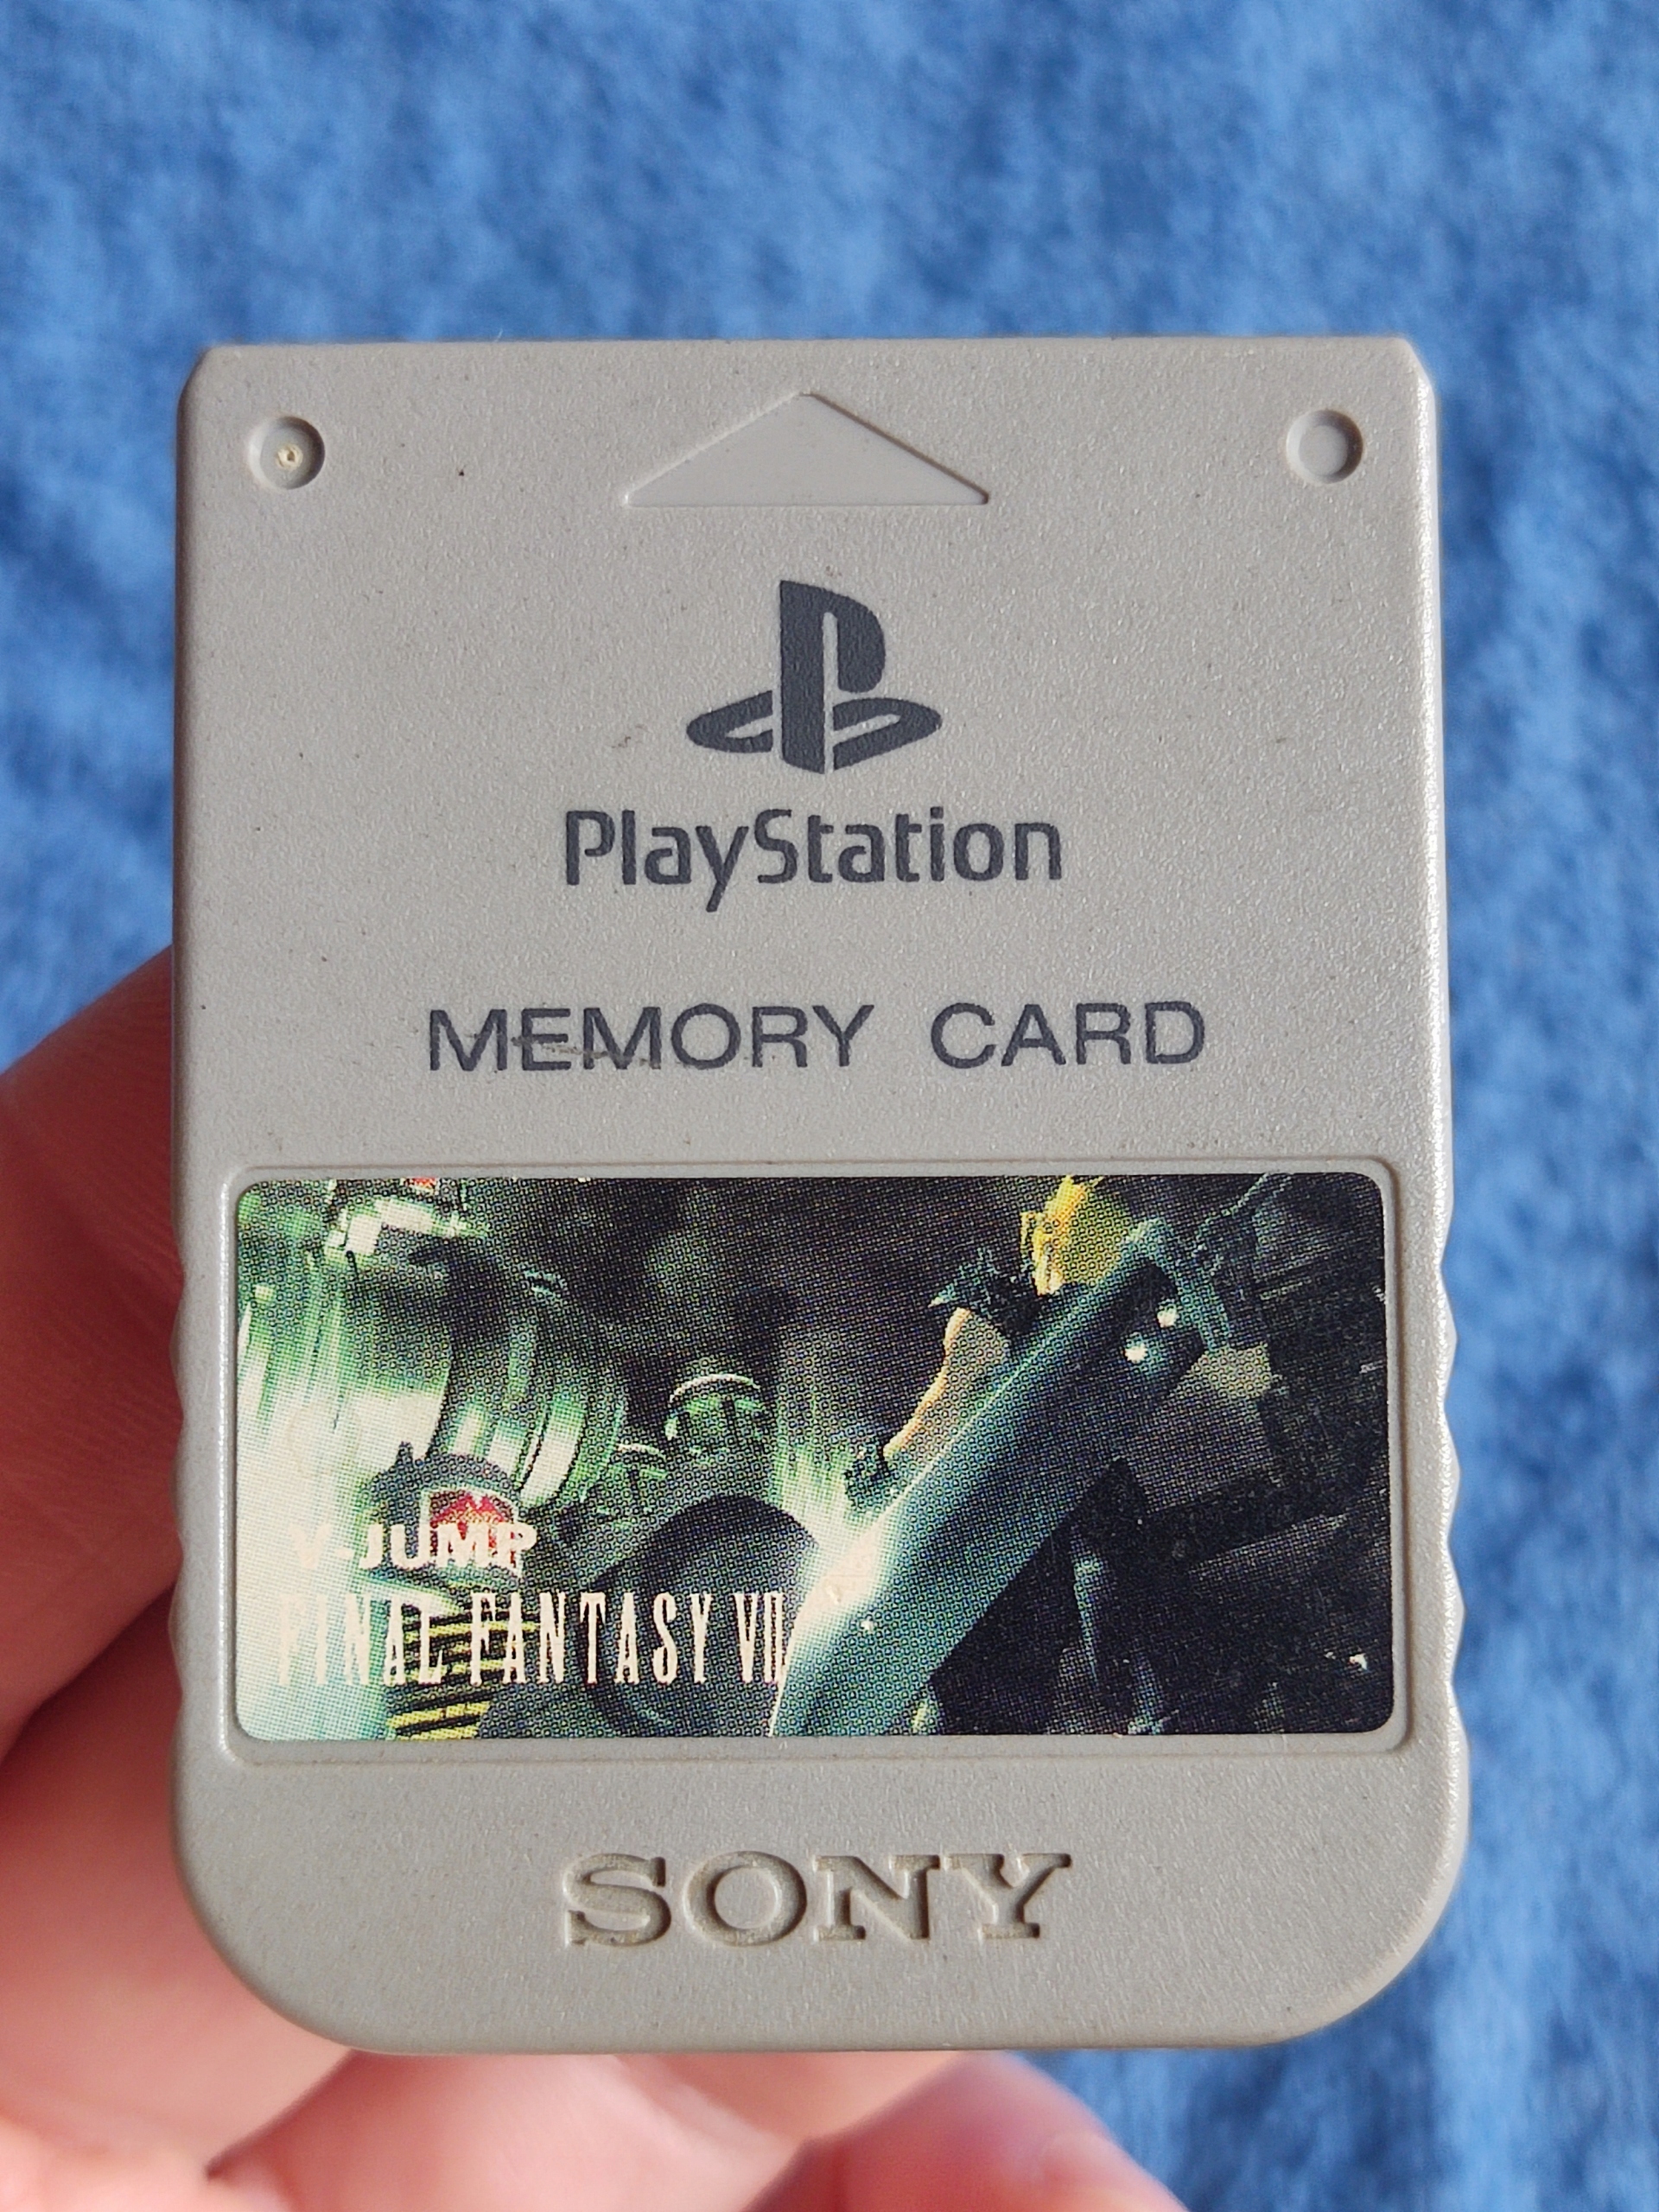 PlayStation
MEMORY CARD
V-JUMP
FINAL FANTASY VII
SONY